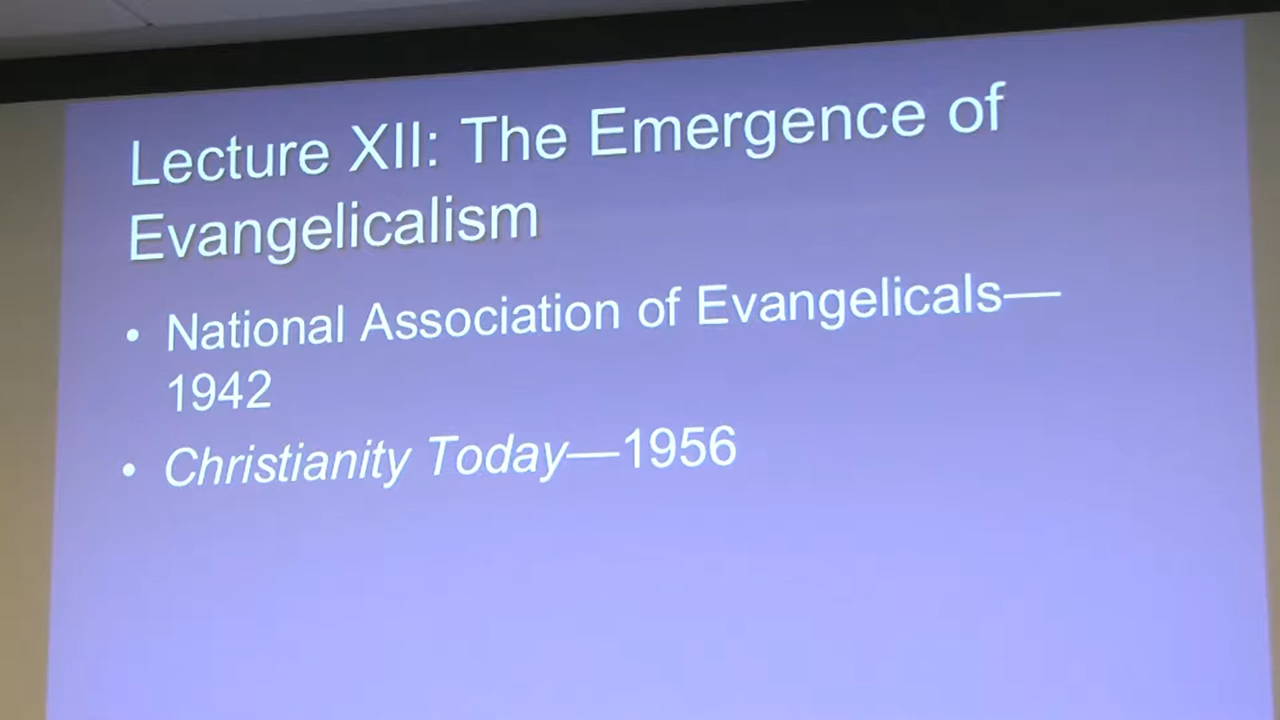 Lecture XII: The Emergence of
Evangelicalism
• National Association of Evangelicals—
1942
• Christianity Today—1956